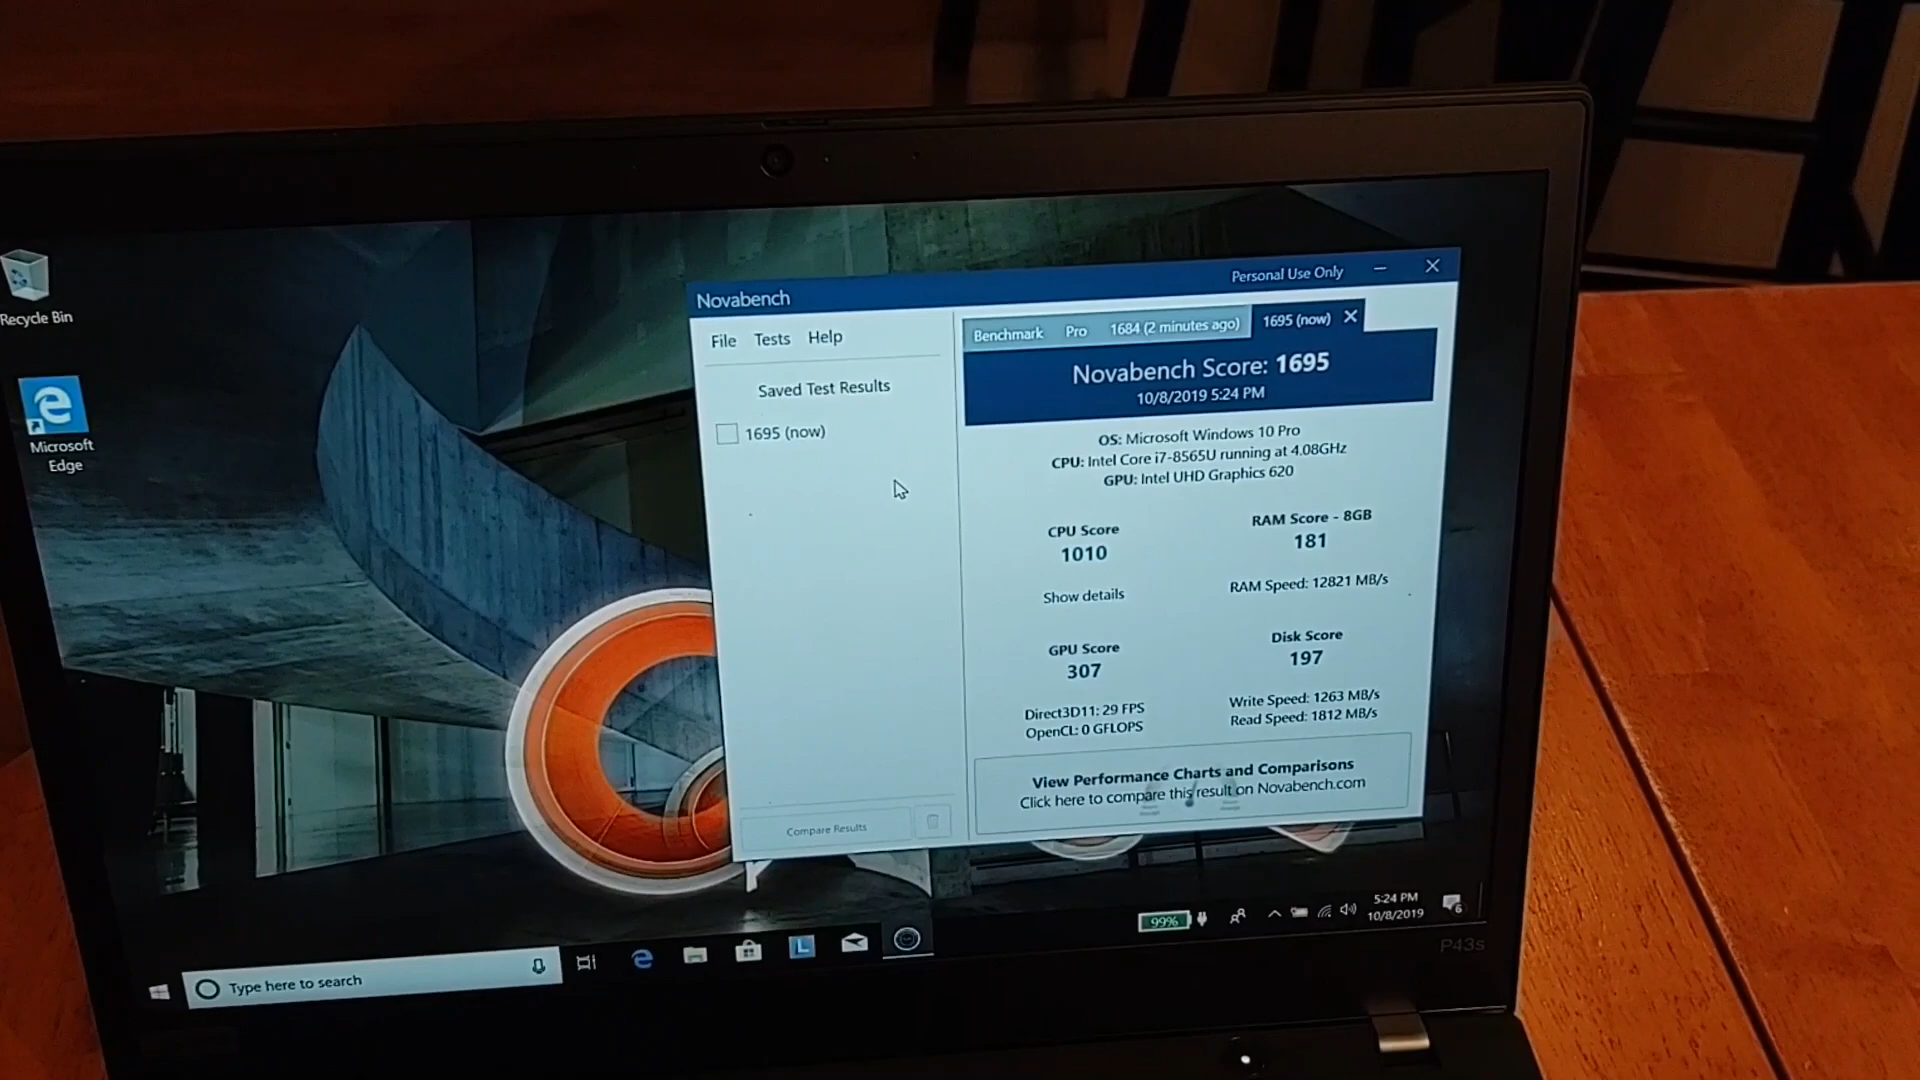 Recycle Bin
Microsoft
Edge
Novabench
Personal Use Only
File Tests Help
Saved Test Results
1695 (now)
Compare Results
Benchmark Pro 1684 (2 minutes ago) 1695 (now)
Novabench Score: 1695
10/8/2019 5:24 PM
OS: Microsoft Windows 10 Pro
CPU: Intel Core i7-8565U running at 4.08GHz
GPU: Intel UHD Graphics 620
CPU Score
1010
Show details
RAM Score - 8GB
181
RAM Speed: 12821 MB/s
GPU Score
307
Direct3D11: 29 FPS
OpenCL: 0 GFLOPS
Disk Score
197
Write Speed: 1263 MB/s
Read Speed: 1812 MB/s
View Performance Charts and Comparisons
Click here to compare this result on Novabench.com
Type here to search
L
99%
5:24 PM
10/8/2019
6
P43s